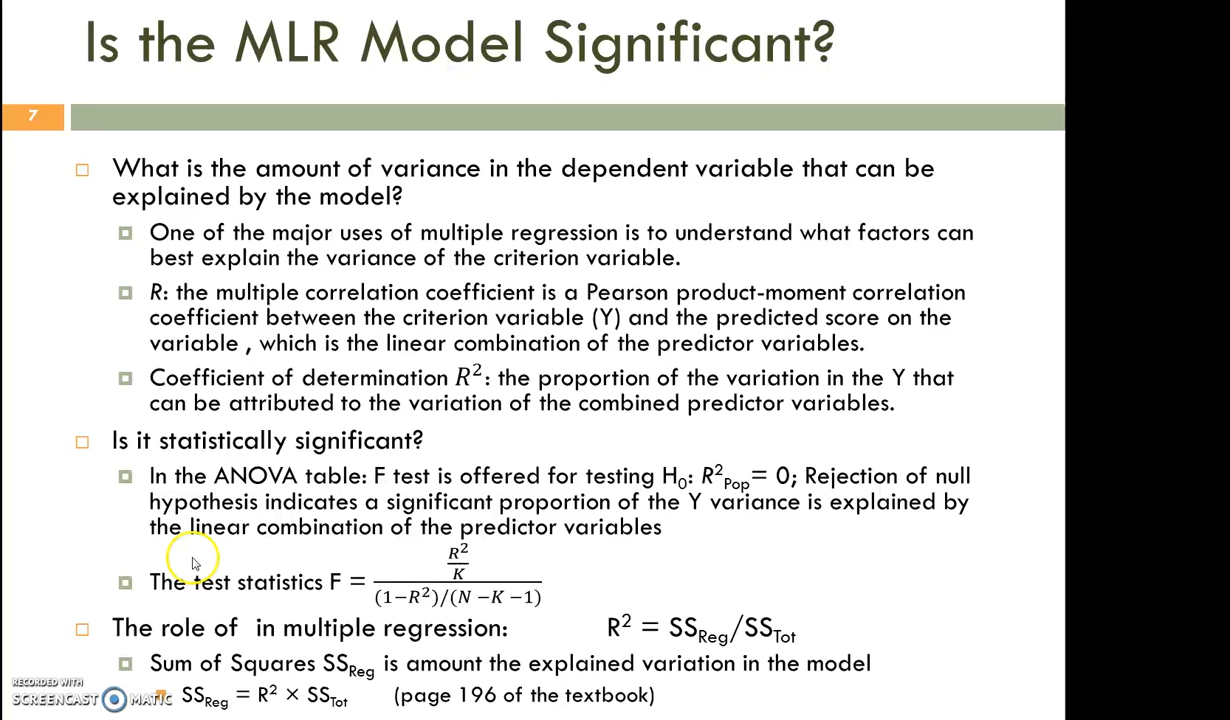 Is the MLR Model Significant?
7
What is the amount of variance in the dependent variable that can be
explained by the model?
One of the major uses of multiple regression is to understand what factors can
best explain the variance of the criterion variable.
R: the multiple correlation coefficient is a Pearson product-moment correlation
coefficient between the criterion variable (Y) and the predicted score on the
variable , which is the linear combination of the predictor variables.
Coefficient of determination R²: the proportion of the variation in the Y that
can be attributed to the variation of the combined predictor variables.
Is it statistically significant?
In the ANOVA table: F test is offered for testing H₀: R²Pop= 0; Rejection of null
hypothesis indicates a significant proportion of the Y variance is explained by
the linear combination of the predictor variables
The test statistics F = (R²/K)/((1−R²)/(N −K −1))
The role of in multiple regression: R² = SSReg/SSTot
Sum of Squares SSReg is amount the explained variation in the model
SSReg = R² × SSTot (page 196 of the textbook)
RECORDED WITH
SCREENCAST MATIC